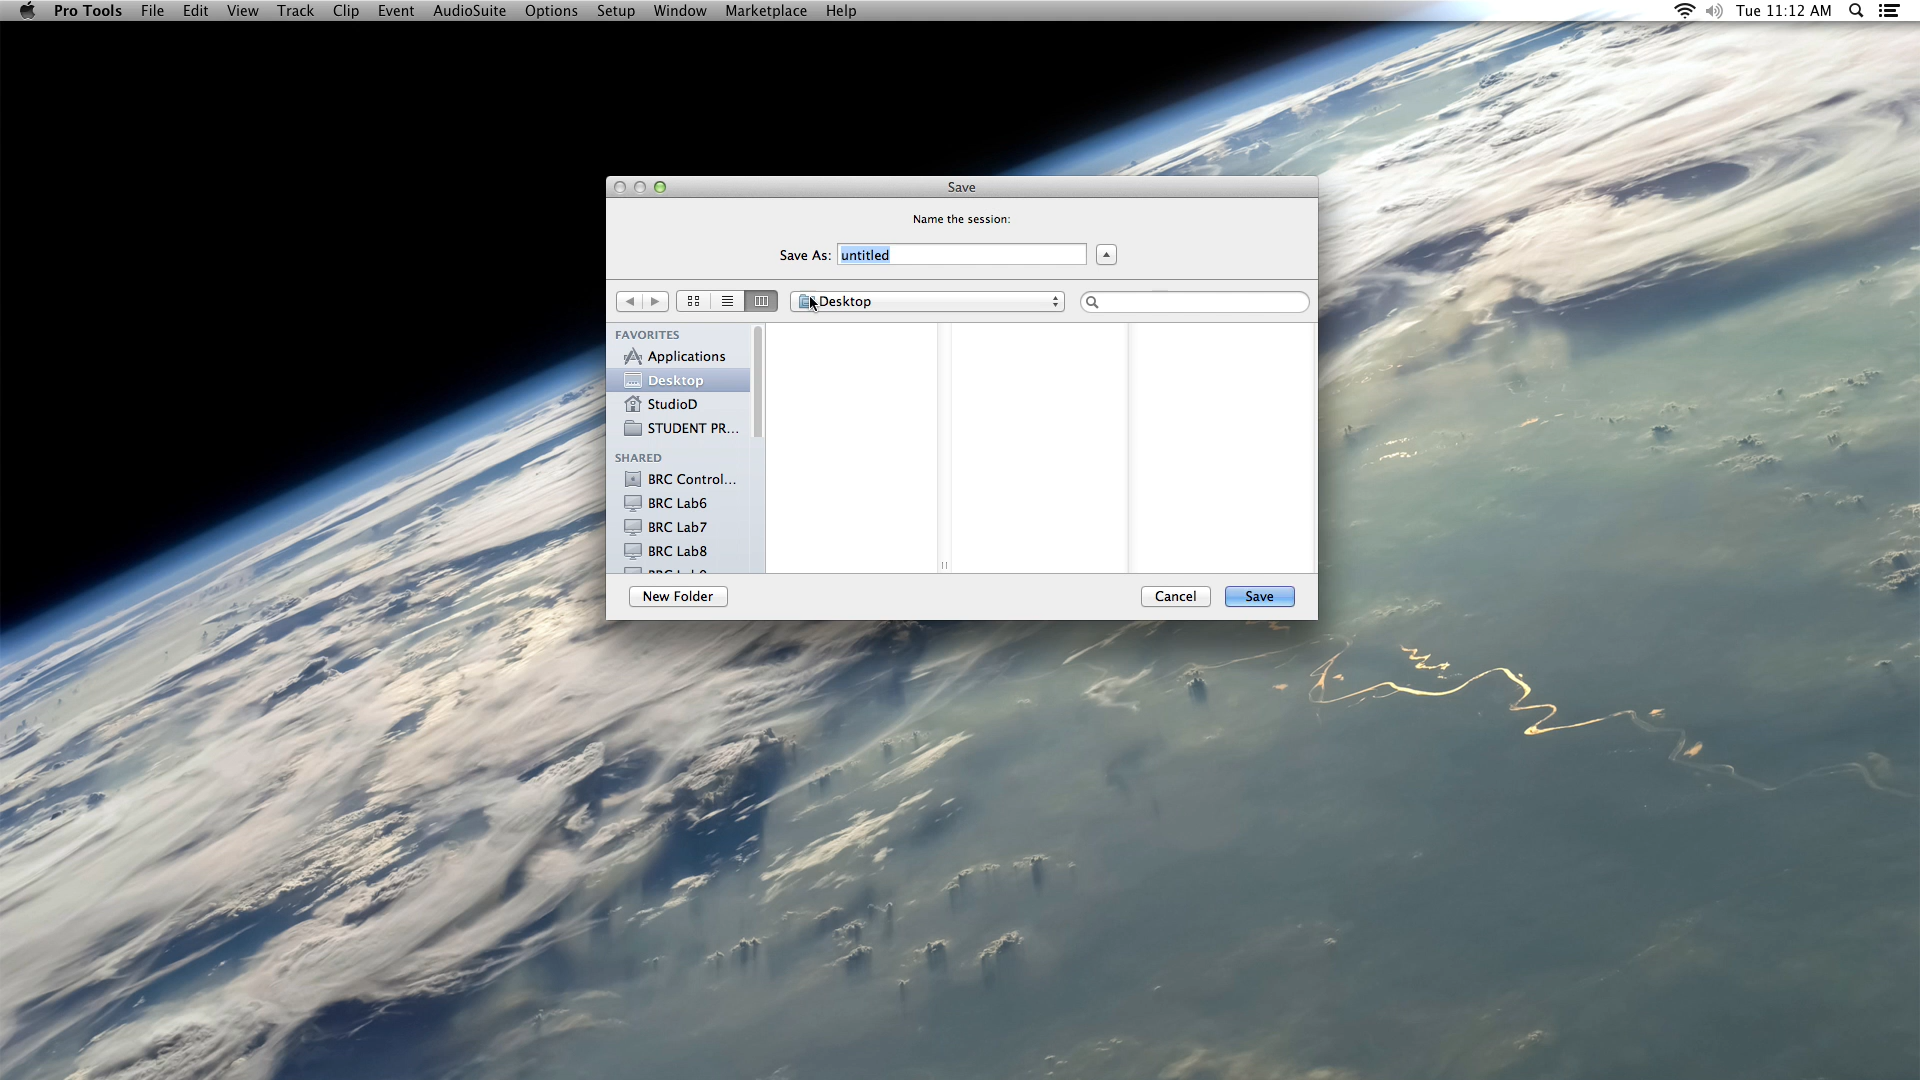 Pro Tools File Edit View Track Clip Event AudioSuite Options Setup Window Marketplace Help Tue 11:12 AM
Save
Name the session:
Save As: untitled
Desktop
FAVORITES
Applications
Desktop
StudioD
STUDENT PR...
SHARED
BRC Control...
BRC Lab6
BRC Lab7
BRC Lab8
New Folder Cancel Save